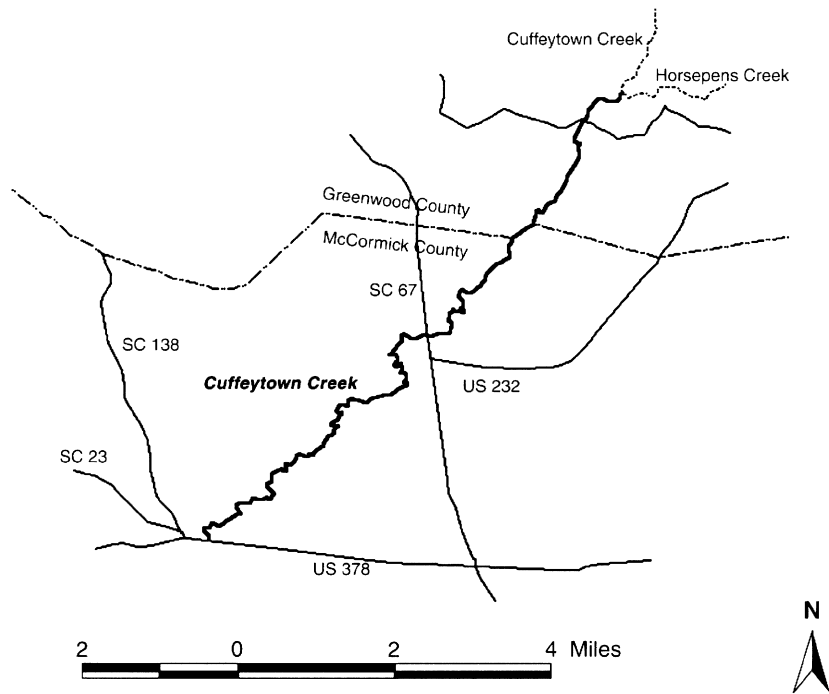 Cuffeytown Creek
Horsepens Creek
Greenwood County
McCormick County
SC 67
SC 138
Cuffeytown Creek
US 232
SC 23
US 378
N
2 0 2 4 Miles